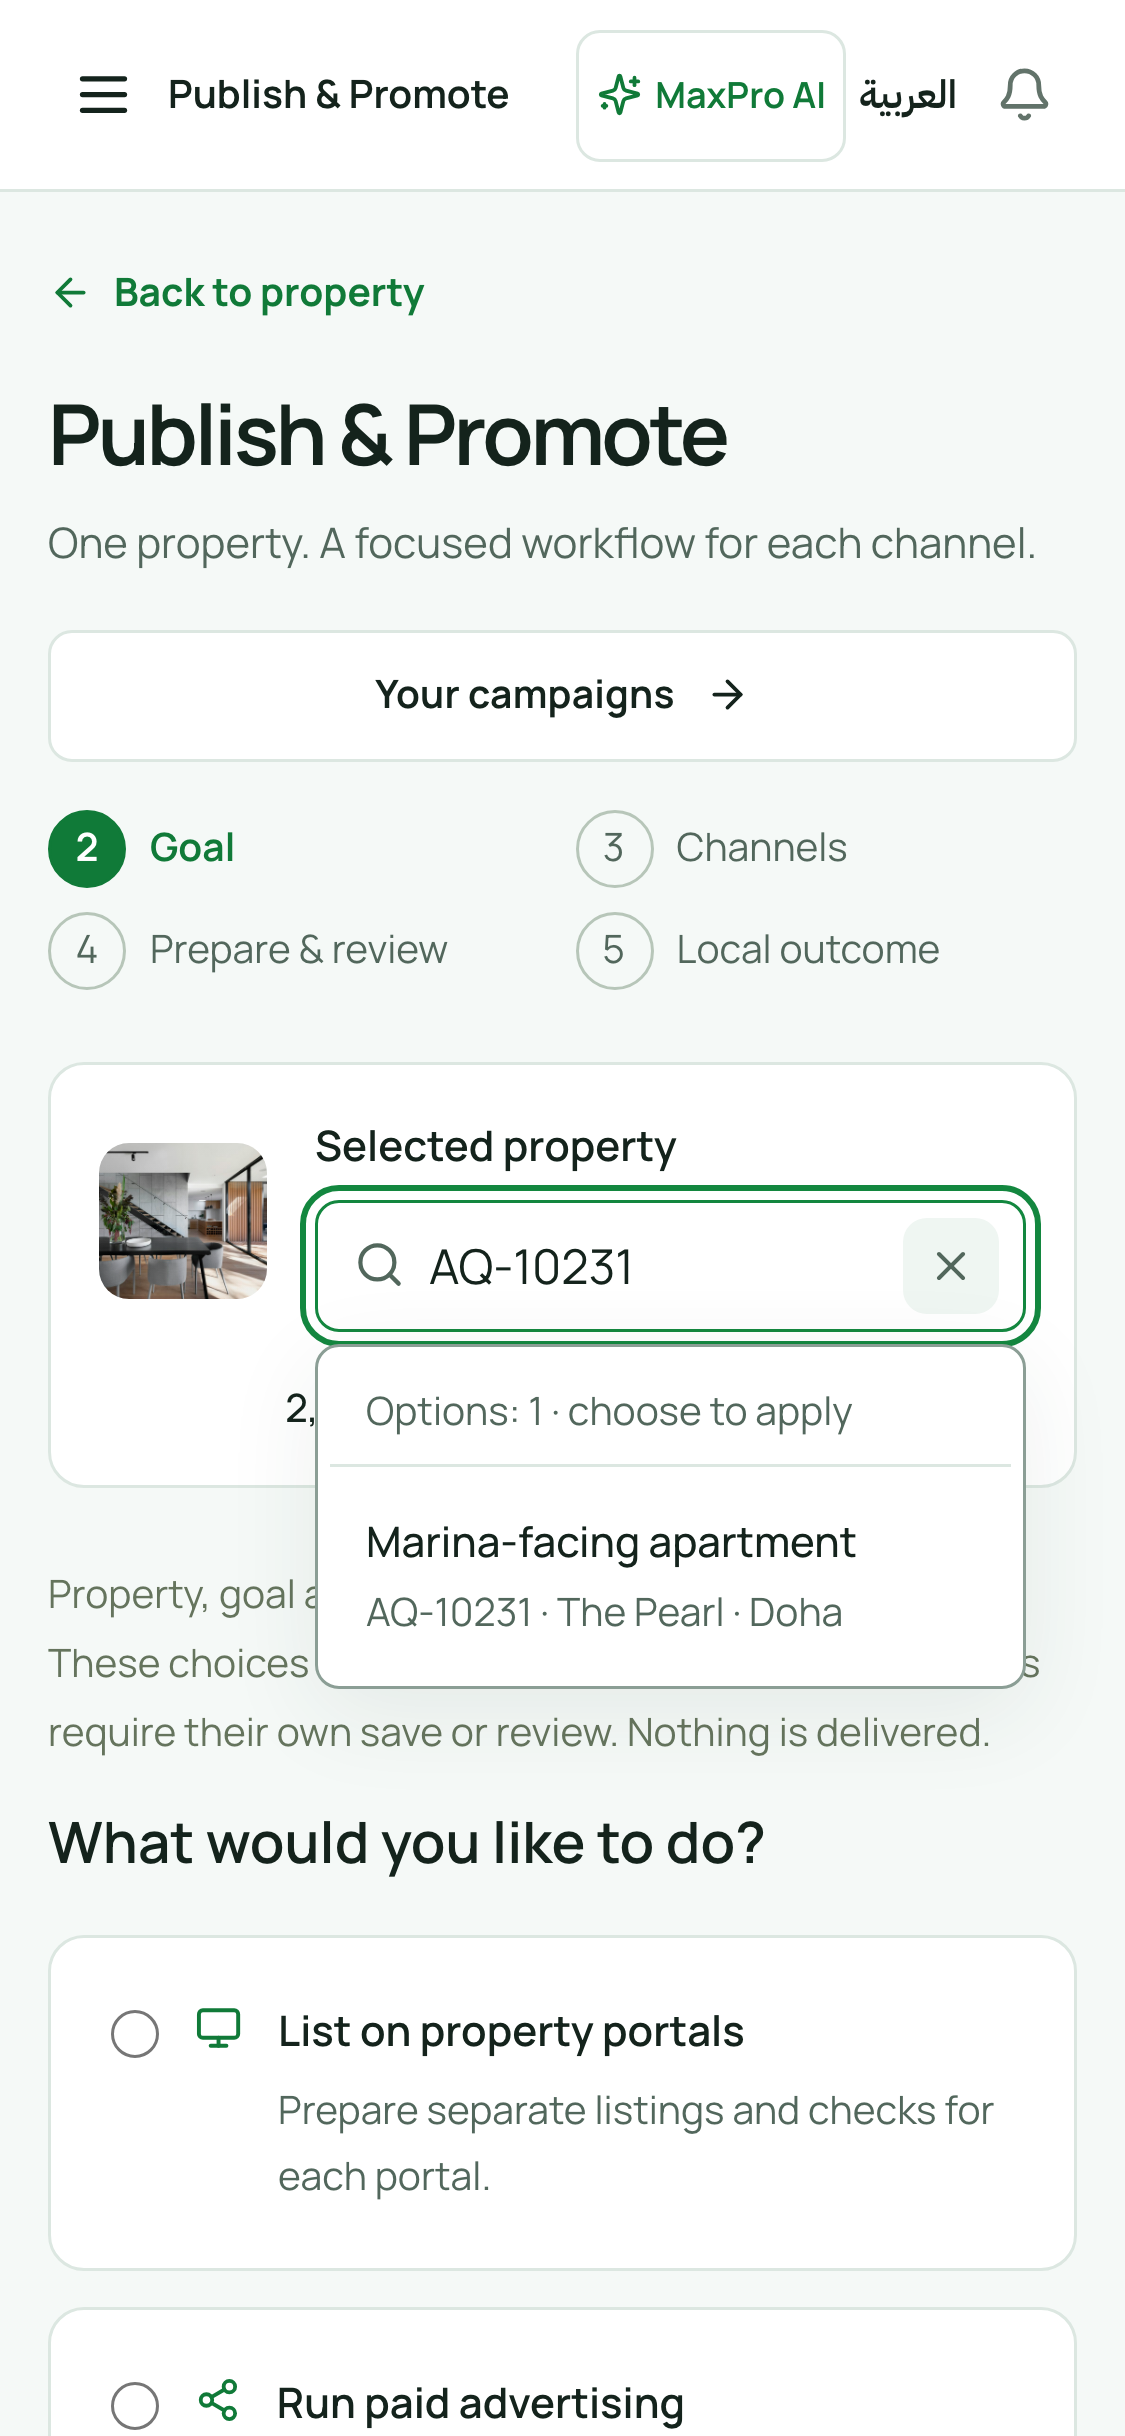 Publish & Promote
MaxPro AI
العربية
Back to property
Publish & Promote
One property. A focused workflow for each channel.
Your campaigns
2 Goal
3 Channels
4 Prepare & review
5 Local outcome
Selected property
AQ-10231
2,
Options: 1 · choose to apply
Marina-facing apartment
AQ-10231 · The Pearl · Doha
Property, goal
These choices
require their own save or review. Nothing is delivered.
What would you like to do?
List on property portals
Prepare separate listings and checks for
each portal.
Run paid advertising